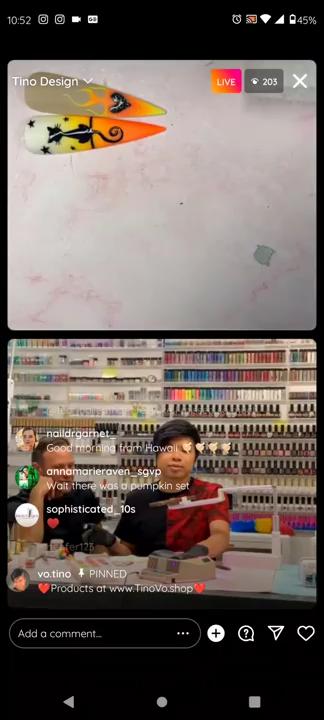 10:52
45%
Tino Design
LIVE
203
naildrgarnet
Good morning from Hawaii 🤙🏻🤙🏻🤙🏻🤙🏻
annamarieraven_sgvp
Wait there was a pumpkin set
sophisticated_10s
❤️
vo.tino 📌 PINNED
❤️Products at www.TinoVo.shop❤️
Add a comment...